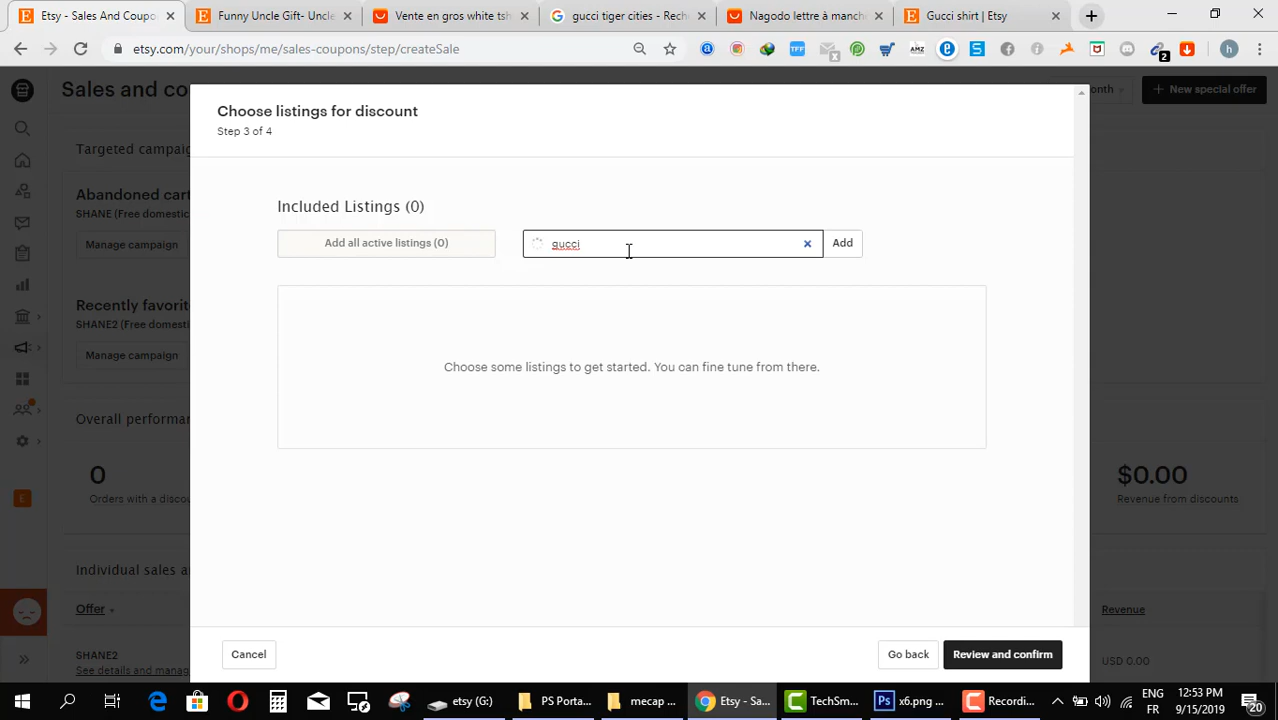 Etsy - Sales And Coupo
Funny Uncle Gift- Uncle
Vente en gros white tsh
gucci tiger cities - Rech
Nagodo lettre à manch
Gucci shirt | Etsy
etsy.com/your/shops/me/sales-coupons/step/createSale
Sales and co
onth
New special offer
Choose listings for discount
Step 3 of 4
Targeted campai
Abandoned cart
SHANE (Free domestic
Manage campaign
Recently favorite
SHANE2 (Free domesti
Manage campaign
Included Listings (0)
Add all active listings (0)
gucci
Add
Choose some listings to get started. You can fine tune from there.
Overall performan
0
Orders with a discou
$0.00
Revenue from discounts
Individual sales a
Offer
Revenue
SHANE2
See details and manag
USD 0.00
Cancel
Go back
Review and confirm
etsy (G:)
PS Porta...
mecap ...
Etsy - Sa...
TechSm...
x6.png ...
Recordi...
ENG
FR
12:53 PM
9/15/2019
20